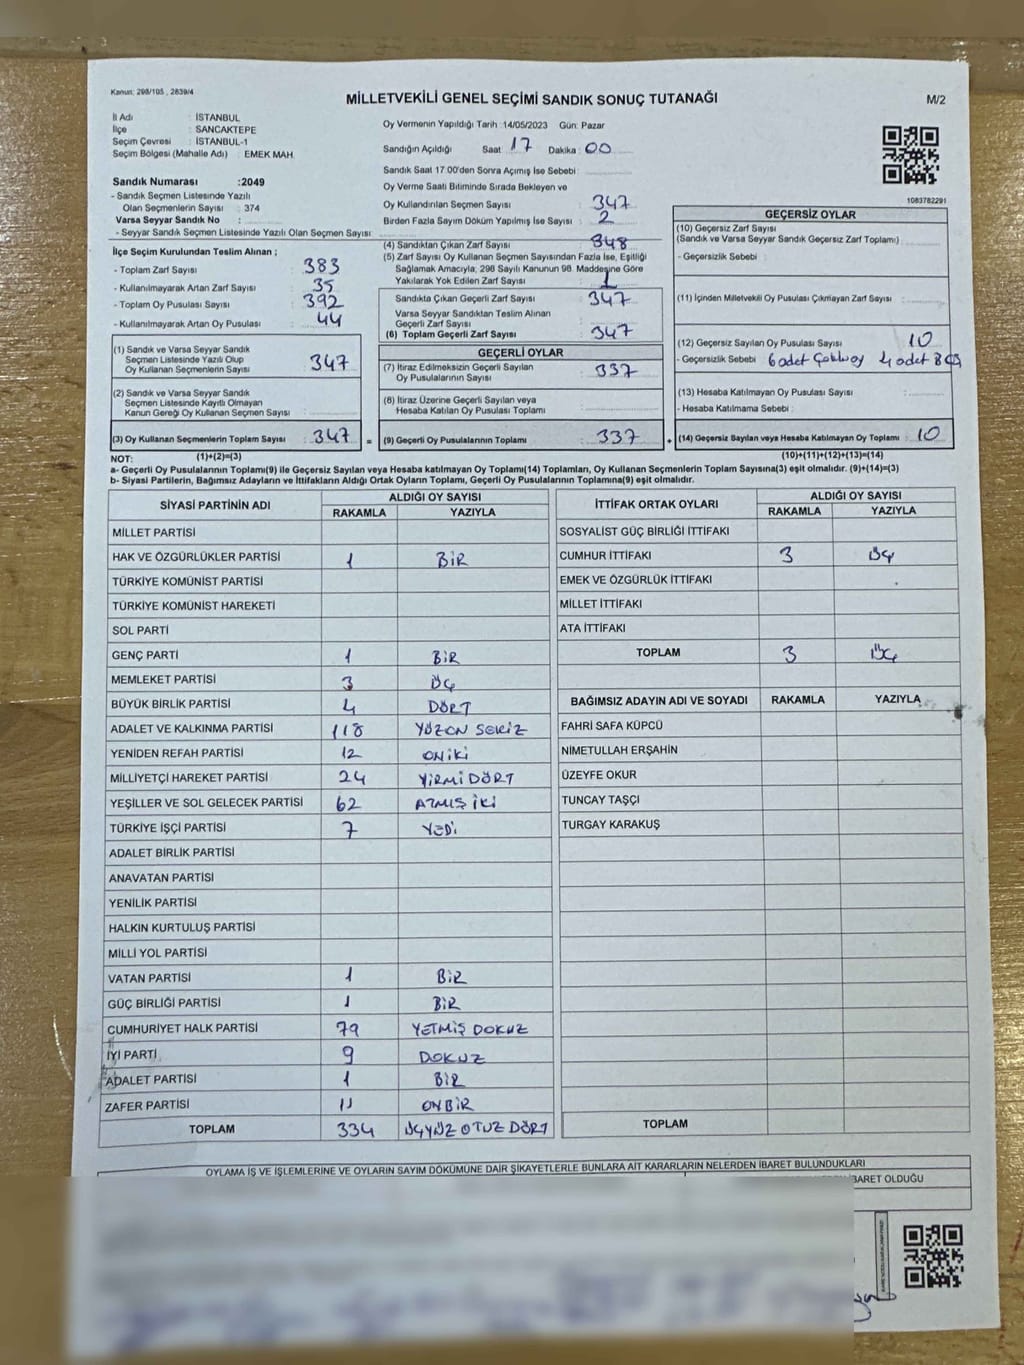 Kanun: 298/105 , 2839/4
MİLLETVEKİLİ GENEL SEÇİMİ SANDIK SONUÇ TUTANAĞI
M/2
İl Adı : İSTANBUL
İlçe : SANCAKTEPE
Seçim Çevresi : İSTANBUL-1
Seçim Bölgesi (Mahalle Adı) : EMEK MAH.
Sandık Numarası :2049
- Sandık Seçmen Listesinde Yazılı
Olan Seçmenlerin Sayısı : 374
Varsa Seyyar Sandık No :
- Seyyar Sandık Seçmen Listesinde Yazılı Olan Seçmen Sayısı:
İlçe Seçim Kurulundan Teslim Alınan ;
- Toplam Zarf Sayısı : 383
- Kullanılmayarak Artan Zarf Sayısı : 35
- Toplam Oy Pusulası Sayısı : 392
- Kullanılmayarak Artan Oy Pusulası : 44
(1) Sandık ve Varsa Seyyar Sandık
Seçmen Listesinde Yazılı Olup
Oy Kullanan Seçmenlerin Sayısı : 347
(2) Sandık ve Varsa Seyyar Sandık
Seçmen Listesinde Kayıtlı Olmayan
Kanun Gereği Oy Kullanan Seçmen Sayısı :
(3) Oy Kullanan Seçmenlerin Toplam Sayısı : 347 =
Oy Vermenin Yapıldığı Tarih :14/05/2023 Gün: Pazar
Sandığın Açıldığı Saat 17 Dakika : 00
Sandık Saat 17.00'den Sonra Açımış İse Sebebi :
Oy Verme Saati Bitiminde Sırada Bekleyen ve
Oy Kullandırılan Seçmen Sayısı : 347
Birden Fazla Sayım Döküm Yapılmış İse Sayısı : 2
(4) Sandıktan Çıkan Zarf Sayısı : 348
(5) Zarf Sayısı Oy Kullanan Seçmen Sayısından Fazla İse, Eşitliği
Sağlamak Amacıyla, 298 Sayılı Kanunun 98. Maddesine Göre
Yakılarak Yok Edilen Zarf Sayısı : 1
Sandıkta Çıkan Geçerli Zarf Sayısı : 347
Varsa Seyyar Sandıktan Teslim Alınan
Geçerli Zarf Sayısı :
(6) Toplam Geçerli Zarf Sayısı : 347
GEÇERLİ OYLAR
(7) İtiraz Edilmeksizin Geçerli Sayılan
Oy Pusulalarının Sayısı : 337
(8) İtiraz Üzerine Geçerli Sayılan veya
Hesaba Katılan Oy Pusulası Toplamı :
(9) Geçerli Oy Pusulalarının Toplamı : 337 +
1083782291
GEÇERSİZ OYLAR
(10) Geçersiz Zarf Sayısı
(Sandık ve Varsa Seyyar Sandık Geçersiz Zarf Toplamı) :
- Geçersizlik Sebebi :
(11) İçinden Milletvekili Oy Pusulası Çıkmayan Zarf Sayısı :
(12) Geçersiz Sayılan Oy Pusulası Sayısı : 10
- Geçersizlik Sebebi : 6 adet 4 adet
(13) Hesaba Katılmayan Oy Pusulası Sayısı :
- Hesaba Katılmama Sebebi :
(14) Geçersiz Sayılan veya Hesaba Katılmayan Oy Toplamı : 10
NOT: (1)+(2)=(3) (10)+(11)+(12)+(13)=(14)
a- Geçerli Oy Pusulalarının Toplamı(9) ile Geçersiz Sayılan veya Hesaba katılmayan Oy Toplamı(14) Toplamları, Oy Kullanan Seçmenlerin Toplam Sayısına(3) eşit olmalıdır. (9)+(14)=(3)
b- Siyasi Partilerin, Bağımsız Adayların ve İttifakların Aldığı Ortak Oyların Toplamı, Geçerli Oy Pusulalarının Toplamına(9) eşit olmalıdır.
SİYASİ PARTİNİN ADI ALDIĞI OY SAYISI
RAKAMLA YAZIYLA
MİLLET PARTİSİ
HAK VE ÖZGÜRLÜKLER PARTİSİ 1 BİR
TÜRKİYE KOMÜNİST PARTİSİ
TÜRKİYE KOMÜNİST HAREKETİ
SOL PARTİ
GENÇ PARTİ 1 BİR
MEMLEKET PARTİSİ 3 ÜÇ
BÜYÜK BİRLİK PARTİSİ 4 DÖRT
ADALET VE KALKINMA PARTİSİ 118 YÜZON SEKİZ
YENİDEN REFAH PARTİSİ 12 ONİKİ
MİLLİYETÇİ HAREKET PARTİSİ 24 YİRMİ DÖRT
YEŞİLLER VE SOL GELECEK PARTİSİ 62 ATMIŞ İKİ
TÜRKİYE İŞÇİ PARTİSİ 7 YEDİ
ADALET BİRLİK PARTİSİ
ANAVATAN PARTİSİ
YENİLİK PARTİSİ
HALKIN KURTULUŞ PARTİSİ
MİLLİ YOL PARTİSİ
VATAN PARTİSİ 1 BİR
GÜÇ BİRLİĞİ PARTİSİ 1 BİR
CUMHURİYET HALK PARTİSİ 79 YETMİŞ DOKUZ
İYİ PARTİ 9 DOKUZ
ADALET PARTİSİ 1 BİR
ZAFER PARTİSİ 11 ONBİR
TOPLAM 334 ÜÇYÜZ OTUZ DÖRT
İTTİFAK ORTAK OYLARI ALDIĞI OY SAYISI
RAKAMLA YAZIYLA
SOSYALİST GÜÇ BİRLİĞİ İTTİFAKI
CUMHUR İTTİFAKI 3 ÜÇ
EMEK VE ÖZGÜRLÜK İTTİFAKI
MİLLET İTTİFAKI
ATA İTTİFAKI
TOPLAM 3 ÜÇ
BAĞIMSIZ ADAYIN ADI VE SOYADI RAKAMLA YAZIYLA
FAHRİ SAFA KÜPCÜ
NİMETULLAH ERŞAHİN
ÜZEYFE OKUR
TUNCAY TAŞÇI
TURGAY KARAKUŞ
TOPLAM
OYLAMA İŞ VE İŞLEMLERİNE VE OYLARIN SAYIM DÖKÜMÜNE DAİR ŞİKAYETLERLE BUNLARA AİT KARARLARIN NELERDEN İBARET BULUNDUKLARI
İBARET OLDUĞU